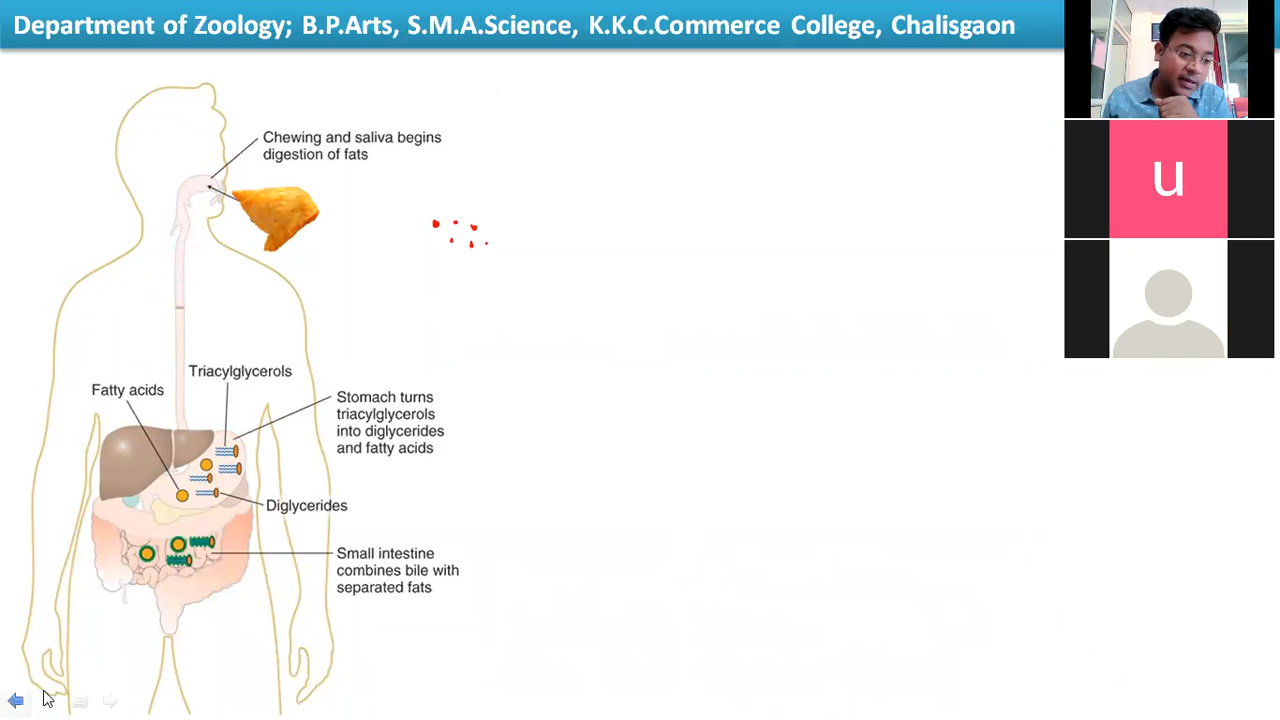 Department of Zoology; B.P.Arts, S.M.A.Science, K.K.C.Commerce College, Chalisgaon
Chewing and saliva begins
digestion of fats
u
Triacylglycerols
Fatty acids
Stomach turns
triacylglycerols
into diglycerides
and fatty acids
Diglycerides
Small intestine
combines bile with
separated fats